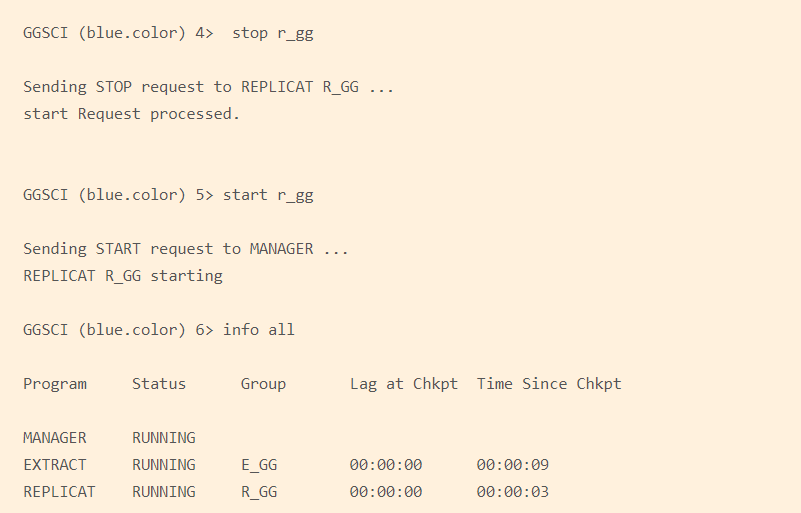 GGSCI (blue.color) 4>  stop r_gg
Sending STOP request to REPLICAT R_GG ...
start Request processed.
GGSCI (blue.color) 5> start r_gg
Sending START request to MANAGER ...
REPLICAT R_GG starting
GGSCI (blue.color) 6> info all
Program     Status      Group       Lag at Chkpt  Time Since Chkpt
MANAGER     RUNNING
EXTRACT     RUNNING     E_GG        00:00:00      00:00:09
REPLICAT    RUNNING     R_GG        00:00:00      00:00:03